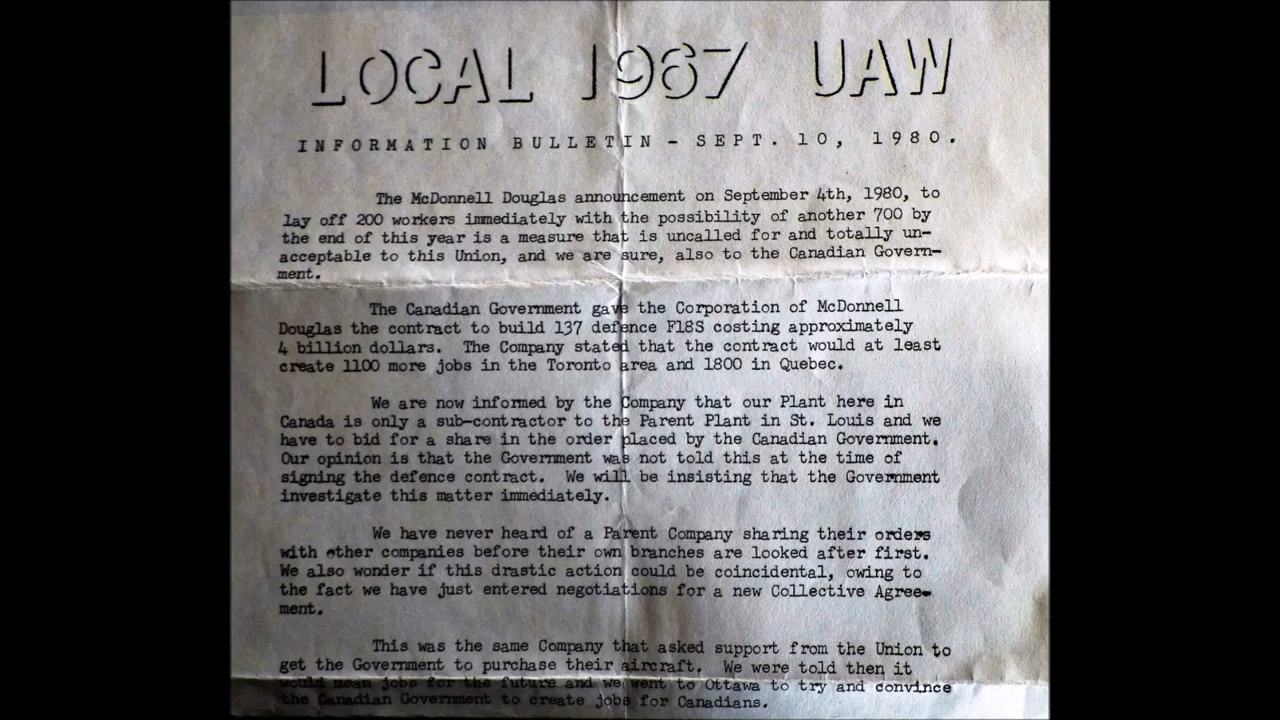 LOCAL 1967 UAW
INFORMATION BULLETIN - SEPT. 10, 1980.
The McDonnell Douglas announcement on September 4th, 1980, to
lay off 200 workers immediately with the possibility of another 700 by
the end of this year is a measure that is uncalled for and totally un-
acceptable to this Union, and we are sure, also to the Canadian Govern-
ment.
The Canadian Government gave the Corporation of McDonnell
Douglas the contract to build 137 defence F18S costing approximately
4 billion dollars. The Company stated that the contract would at least
create 1100 more jobs in the Toronto area and 1800 in Quebec.
We are now informed by the Company that our Plant here in
Canada is only a sub-contractor to the Parent Plant in St. Louis and we
have to bid for a share in the order placed by the Canadian Government.
Our opinion is that the Government was not told this at the time of
signing the defence contract. We will be insisting that the Government
investigate this matter immediately.
We have never heard of a Parent Company sharing their orders
with other companies before their own branches are looked after first.
We also wonder if this drastic action could be coincidental, owing to
the fact we have just entered negotiations for a new Collective Agree-
ment.
This was the same Company that asked support from the Union to
get the Government to purchase their aircraft. We were told then it
would mean jobs for the future and we went to Ottawa to try and convince
the Canadian Government to create jobs for Canadians.